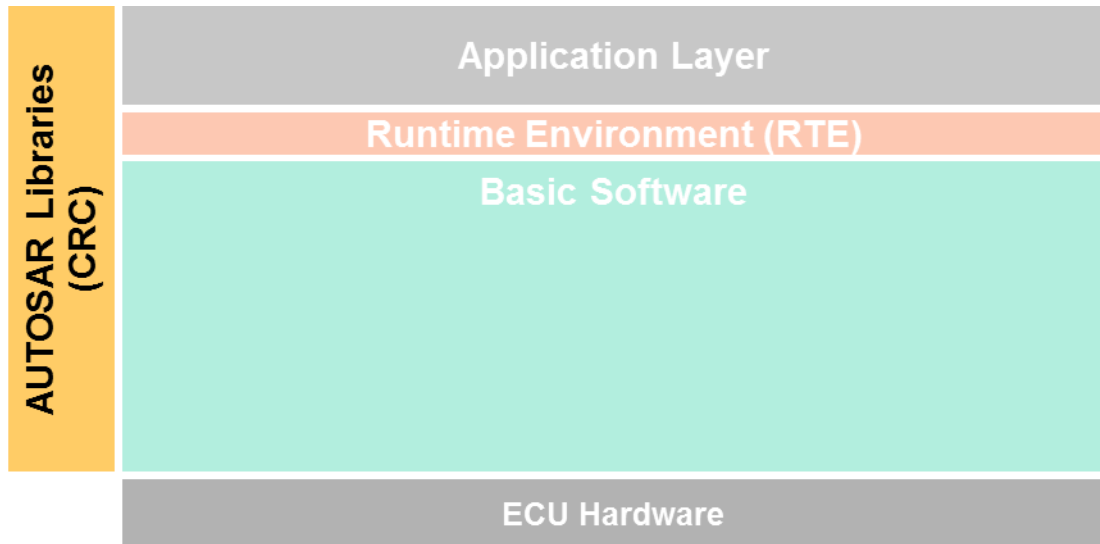 AUTOSAR Libraries
(CRC)
Application Layer
Runtime Environment (RTE)
Basic Software
ECU Hardware